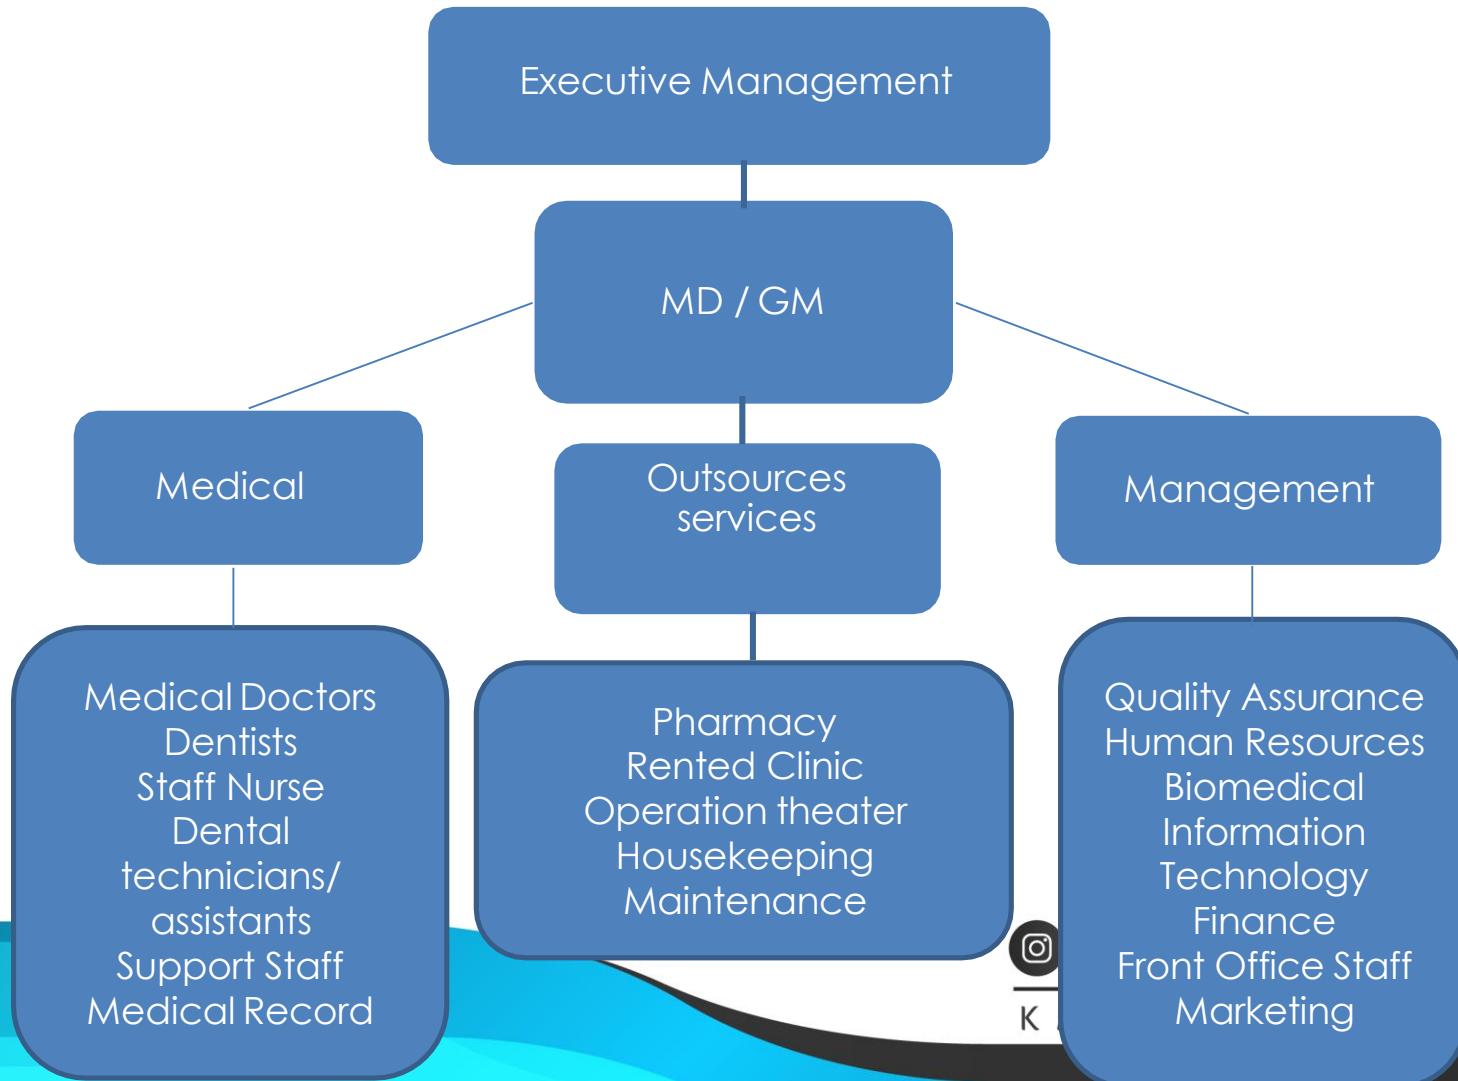 Executive Management
MD / GM
Medical
Outsources
services
Management
Medical Doctors
Dentists
Staff Nurse
Dental
technicians/
assistants
Support Staff
Medical Record
Pharmacy
Rented Clinic
Operation theater
Housekeeping
Maintenance
Quality Assurance
Human Resources
Biomedical
Information
Technology
Finance
Front Office Staff
Marketing
K